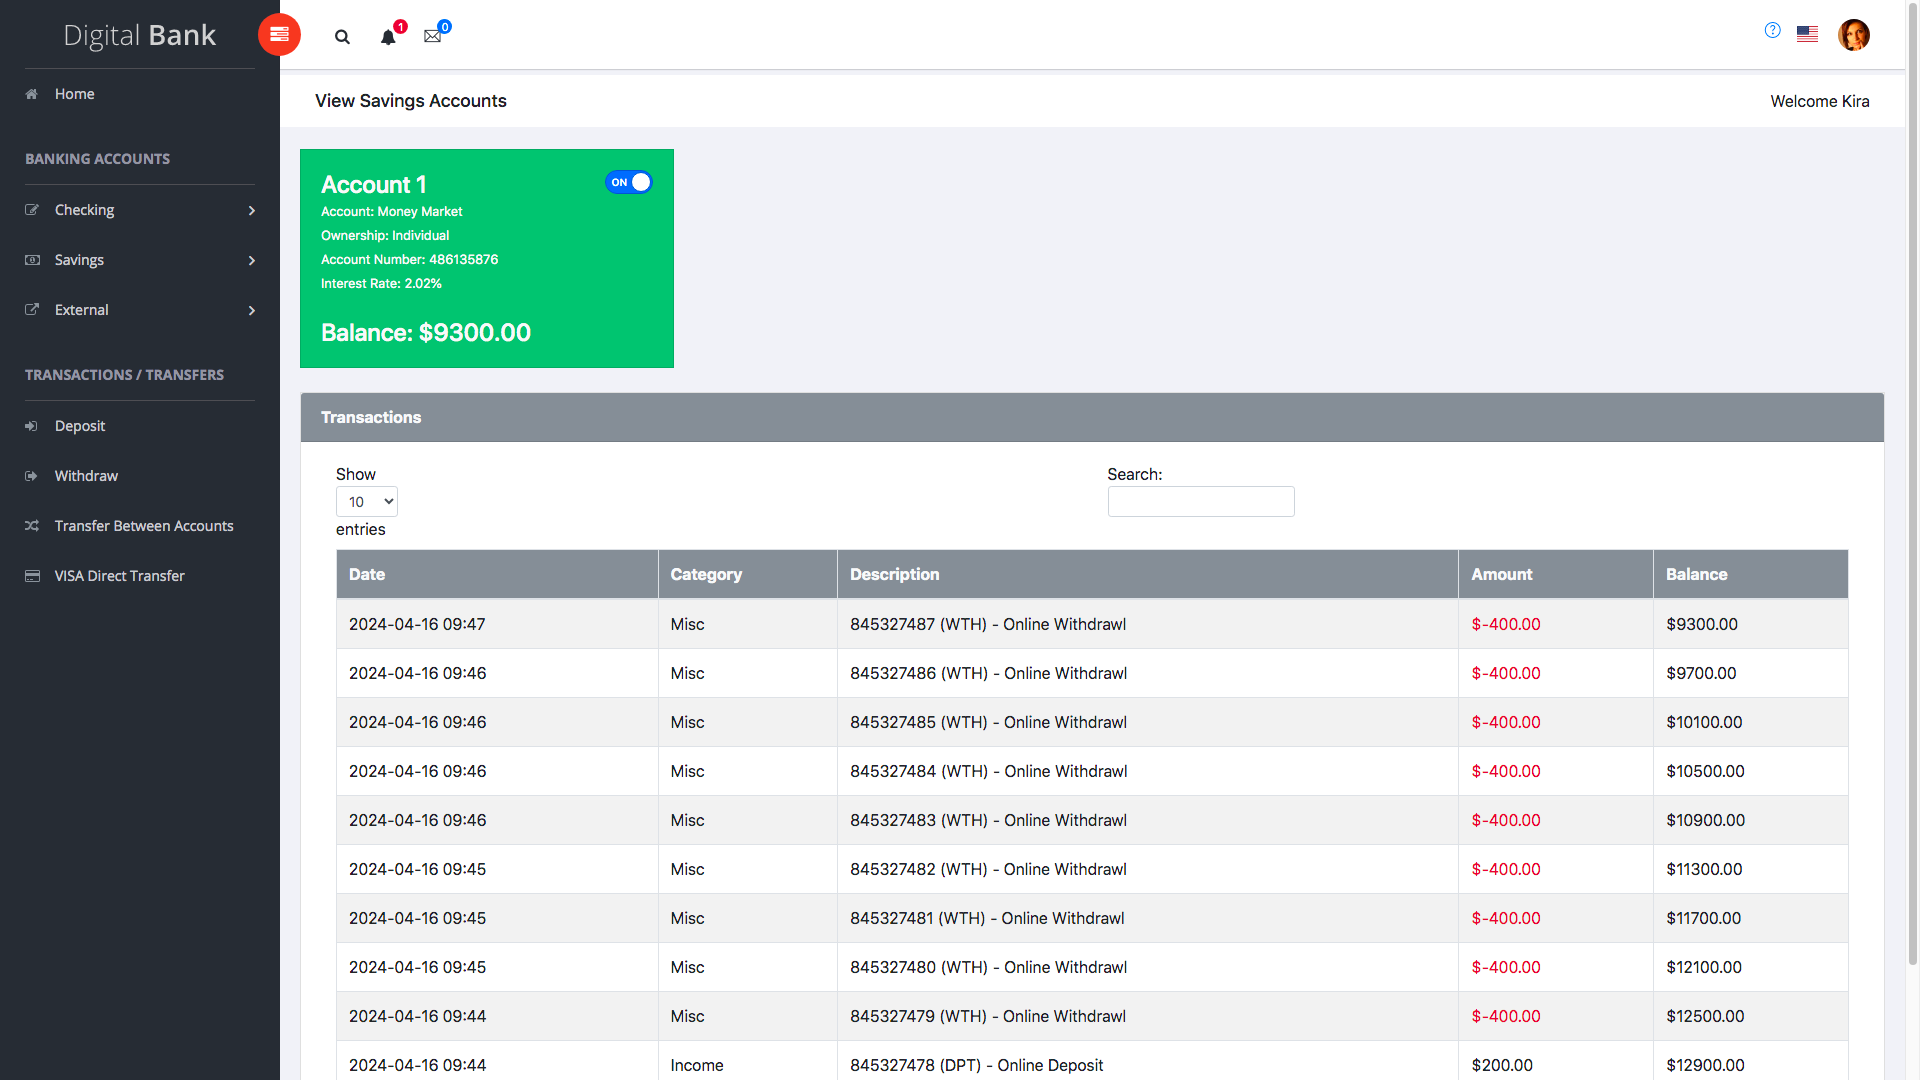 Digital Bank
1
0
?
Home
View Savings Accounts
Welcome Kira
BANKING ACCOUNTS
Checking
Savings
External
TRANSACTIONS / TRANSFERS
Deposit
Withdraw
Transfer Between Accounts
VISA Direct Transfer
Account 1
ON
Account: Money Market
Ownership: Individual
Account Number: 486135876
Interest Rate: 2.02%
Balance: $9300.00
Transactions
Show
10
entries
Search:
Date Category Description Amount Balance
2024-04-16 09:47 Misc 845327487 (WTH) - Online Withdrawl $-400.00 $9300.00
2024-04-16 09:46 Misc 845327486 (WTH) - Online Withdrawl $-400.00 $9700.00
2024-04-16 09:46 Misc 845327485 (WTH) - Online Withdrawl $-400.00 $10100.00
2024-04-16 09:46 Misc 845327484 (WTH) - Online Withdrawl $-400.00 $10500.00
2024-04-16 09:46 Misc 845327483 (WTH) - Online Withdrawl $-400.00 $10900.00
2024-04-16 09:45 Misc 845327482 (WTH) - Online Withdrawl $-400.00 $11300.00
2024-04-16 09:45 Misc 845327481 (WTH) - Online Withdrawl $-400.00 $11700.00
2024-04-16 09:45 Misc 845327480 (WTH) - Online Withdrawl $-400.00 $12100.00
2024-04-16 09:44 Misc 845327479 (WTH) - Online Withdrawl $-400.00 $12500.00
2024-04-16 09:44 Income 845327478 (DPT) - Online Deposit $200.00 $12900.00